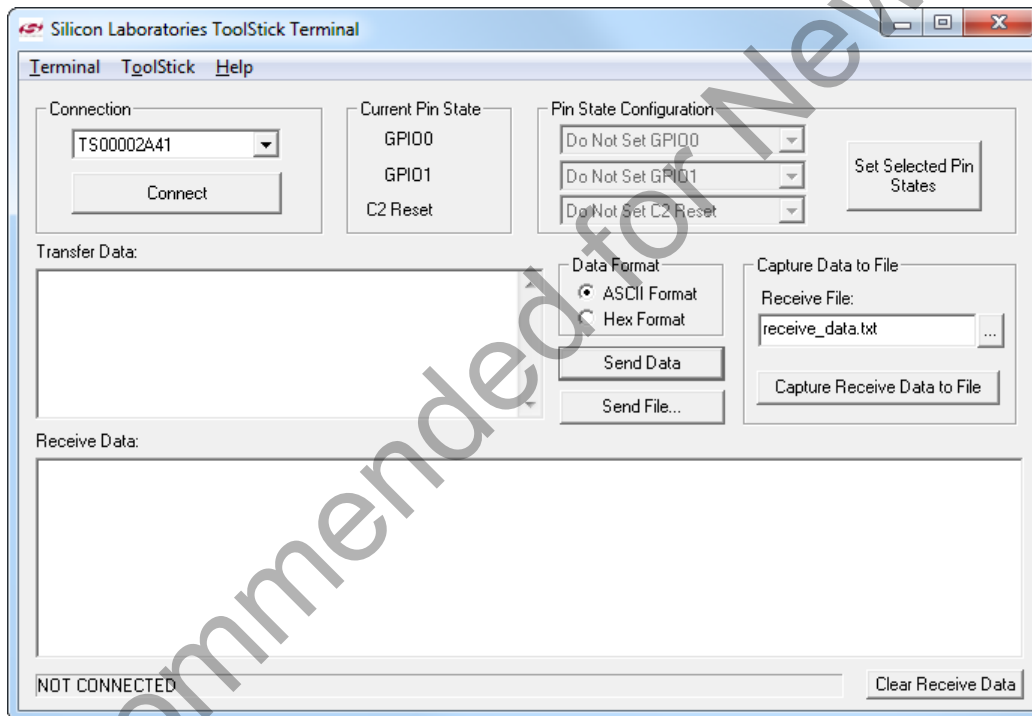 Silicon Laboratories ToolStick Terminal
Terminal ToolStick Help
Connection
TS00002A41
Connect
Current Pin State
GPIO0
GPIO1
C2 Reset
Pin State Configuration
Do Not Set GPIO0
Do Not Set GPIO1
Do Not Set C2 Reset
Set Selected Pin
States
Transfer Data:
Data Format
ASCII Format
Hex Format
Send Data
Send File...
Capture Data to File
Receive File:
receive_data.txt
...
Capture Receive Data to File
Receive Data:
NOT CONNECTED
Clear Receive Data
ommended for New